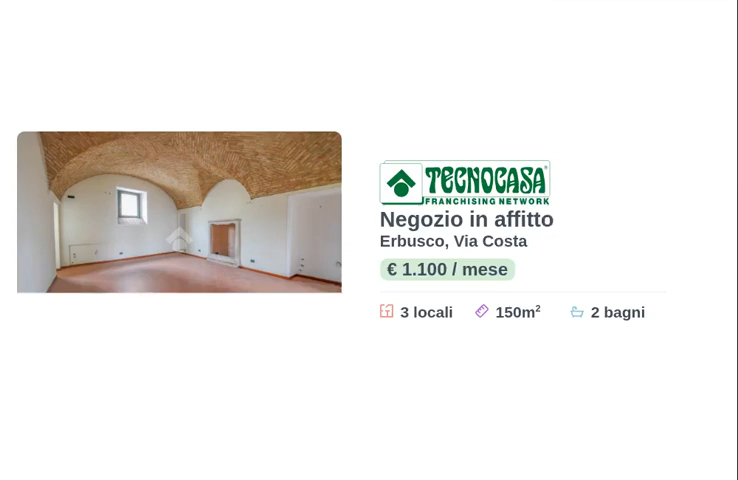 TECNOCASA
FRANCHISING NETWORK
Negozio in affitto
Erbusco, Via Costa
€ 1.100 / mese
3 locali 150m² 2 bagni